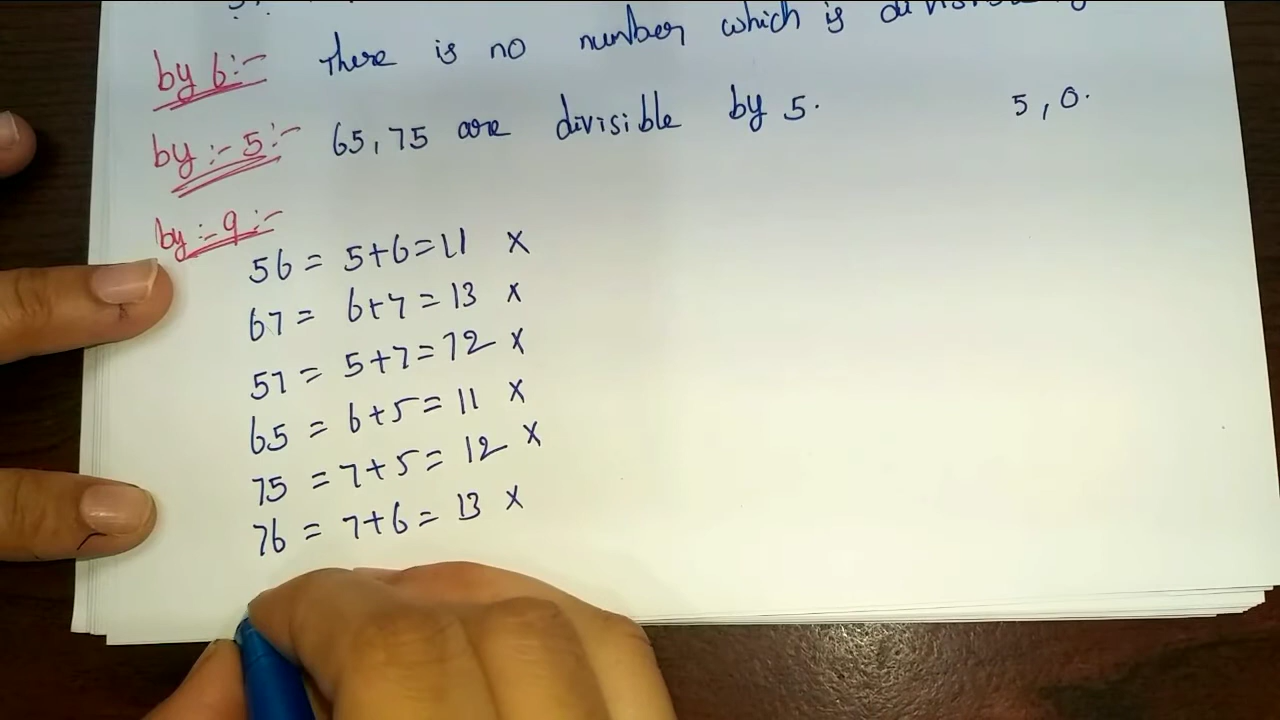 by 6:- There is no number which is
by :- 5:- 65, 75 are divisible by 5. 5, 0.
by :- 9 :-
56 = 5+6=11 x
67 = 6+7 = 13 x
57 = 5+7=12 x
65 = 6+5 = 11 x
75 = 7+5 = 12 x
76 = 7+6 = 13 x